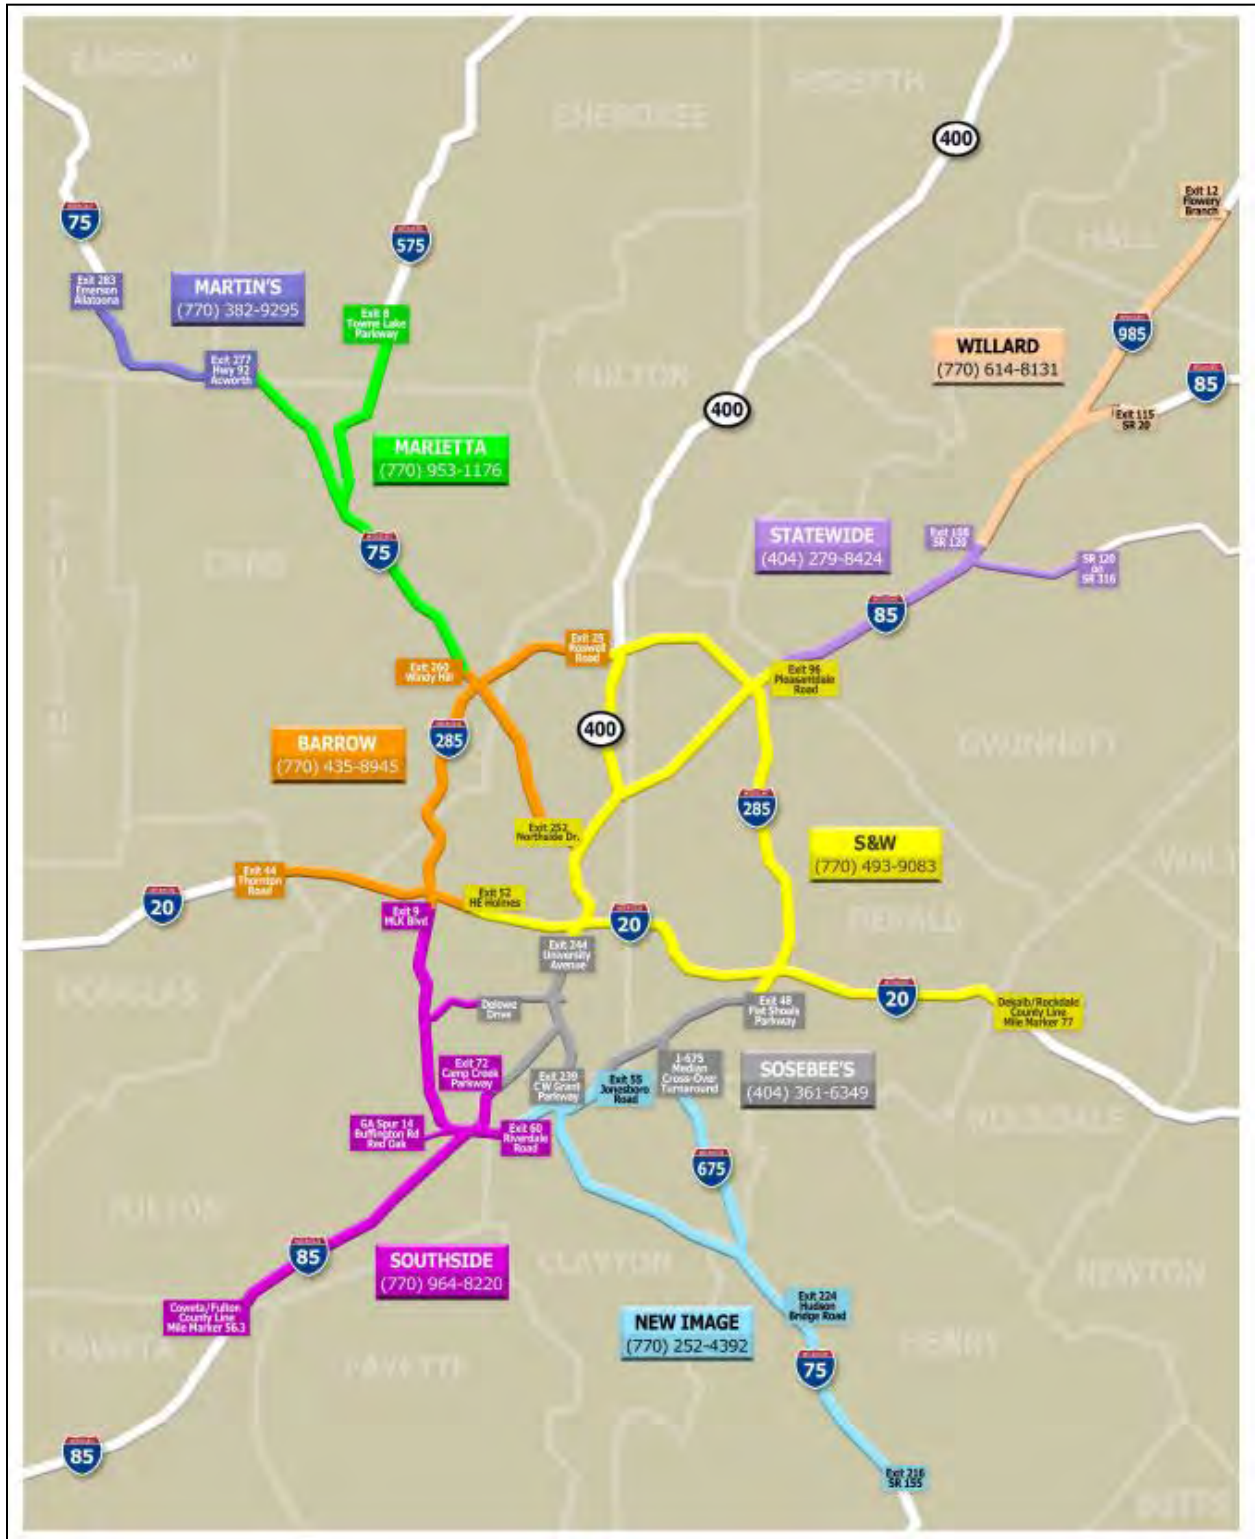 BARROW
CHEROKEE
FORSYTH
400
Exit 12
Flowery
Branch
75
575
HALL
Exit 283
Emerson
Allatoona
MARTIN'S
(770) 382-9295
Exit 8
Towne Lake
Parkway
985
WILLARD
(770) 614-8131
Exit 277
Hwy 92
Acworth
FULTON
85
400
Exit 115
SR 20
MARIETTA
(770) 953-1176
STATEWIDE
(404) 279-8424
Exit 108
SR 120
75
COBB
SR 120
on
SR 316
85
Exit 25
Roswell
Road
Exit 260
Windy Hill
Exit 96
Pleasantdale
Road
400
285
BARROW
(770) 435-8945
GWINNETT
285
Exit 252
Northside Dr.
S&W
(770) 493-9083
Exit 44
Thornton
Road
Exit 52
HE Holmes
20
Exit 9
MLK Blvd
20
Exit 244
University
Avenue
DOUGLAS
20
Delowe
Drive
Exit 48
Flat Shoals
Parkway
Dekalb/Rockdale
County Line
Mile Marker 77
Exit 72
Camp Creek
Parkway
Exit 239
CW Grant
Parkway
Exit 55
Jonesboro
Road
I-675
Median
Cross-Over
Turnaround
SOSEBEE'S
(404) 361-6349
GA Spur 14
Buffington Rd
Red Oak
Exit 60
Riverdale
Road
675
FULTON
85
SOUTHSIDE
(770) 964-8220
CLAYTON
NEWTON
Coweta/Fulton
County Line
Mile Marker 56.3
Exit 224
Hudson
Bridge Road
NEW IMAGE
(770) 252-4392
COWETA
FAYETTE
HENRY
75
85
Exit 216
SR 155
BUTTS